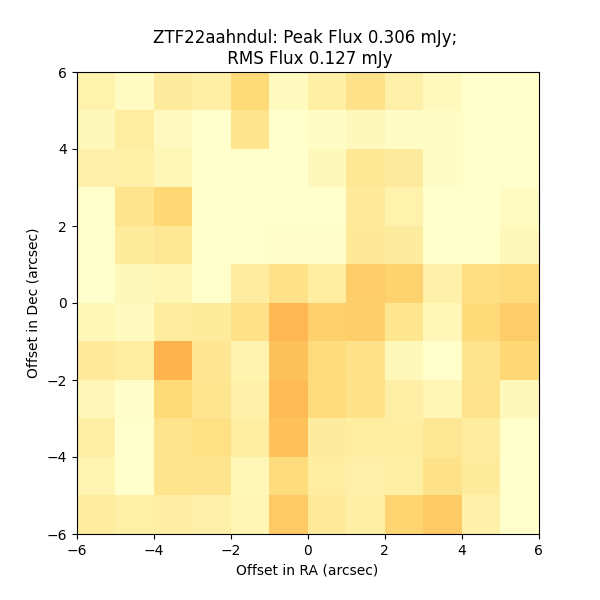 ZTF22aahndul: Peak Flux 0.306 mJy;
RMS Flux 0.127 mJy
6
4
2
0
−2
−4
−6
Offset in Dec (arcsec)
−6 −4 −2 0 2 4 6
Offset in RA (arcsec)